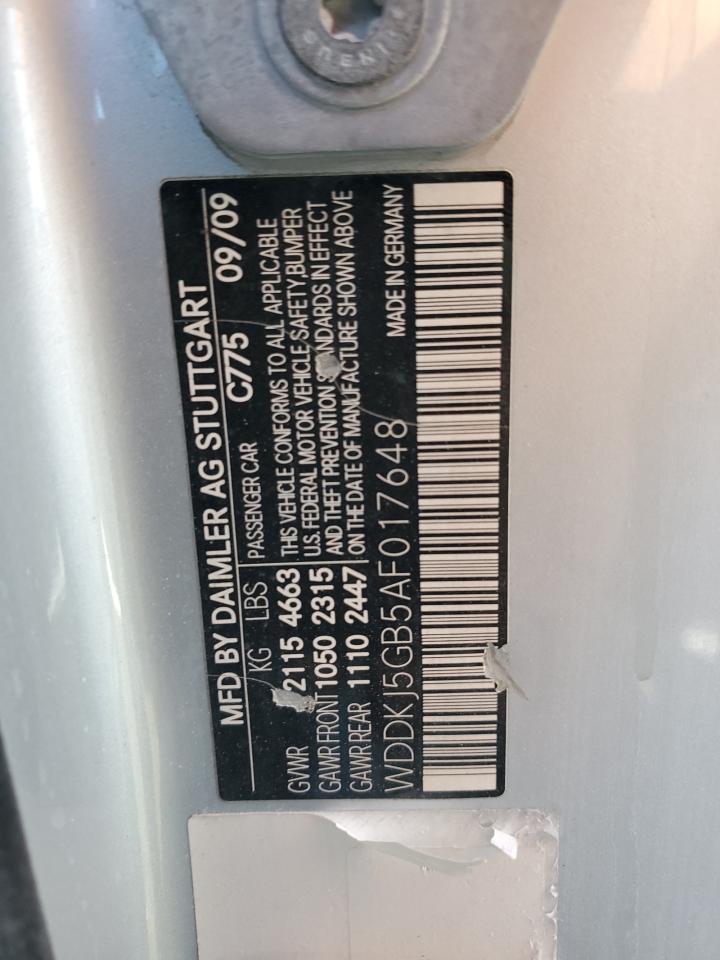 MFD BY DAIMLER AG STUTTGART
KG LBS PASSENGER CAR C775 09/09
GVWR 2115 4663 THIS VEHICLE CONFORMS TO ALL APPLICABLE
GAWR FRONT 1050 2315 U.S. FEDERAL MOTOR VEHICLE SAFETY,BUMPER
GAWR REAR 1110 2447 AND THEFT PREVENTION STANDARDS IN EFFECT
ON THE DATE OF MANUFACTURE SHOWN ABOVE
WDDKJ5GB5AF017648 MADE IN GERMANY